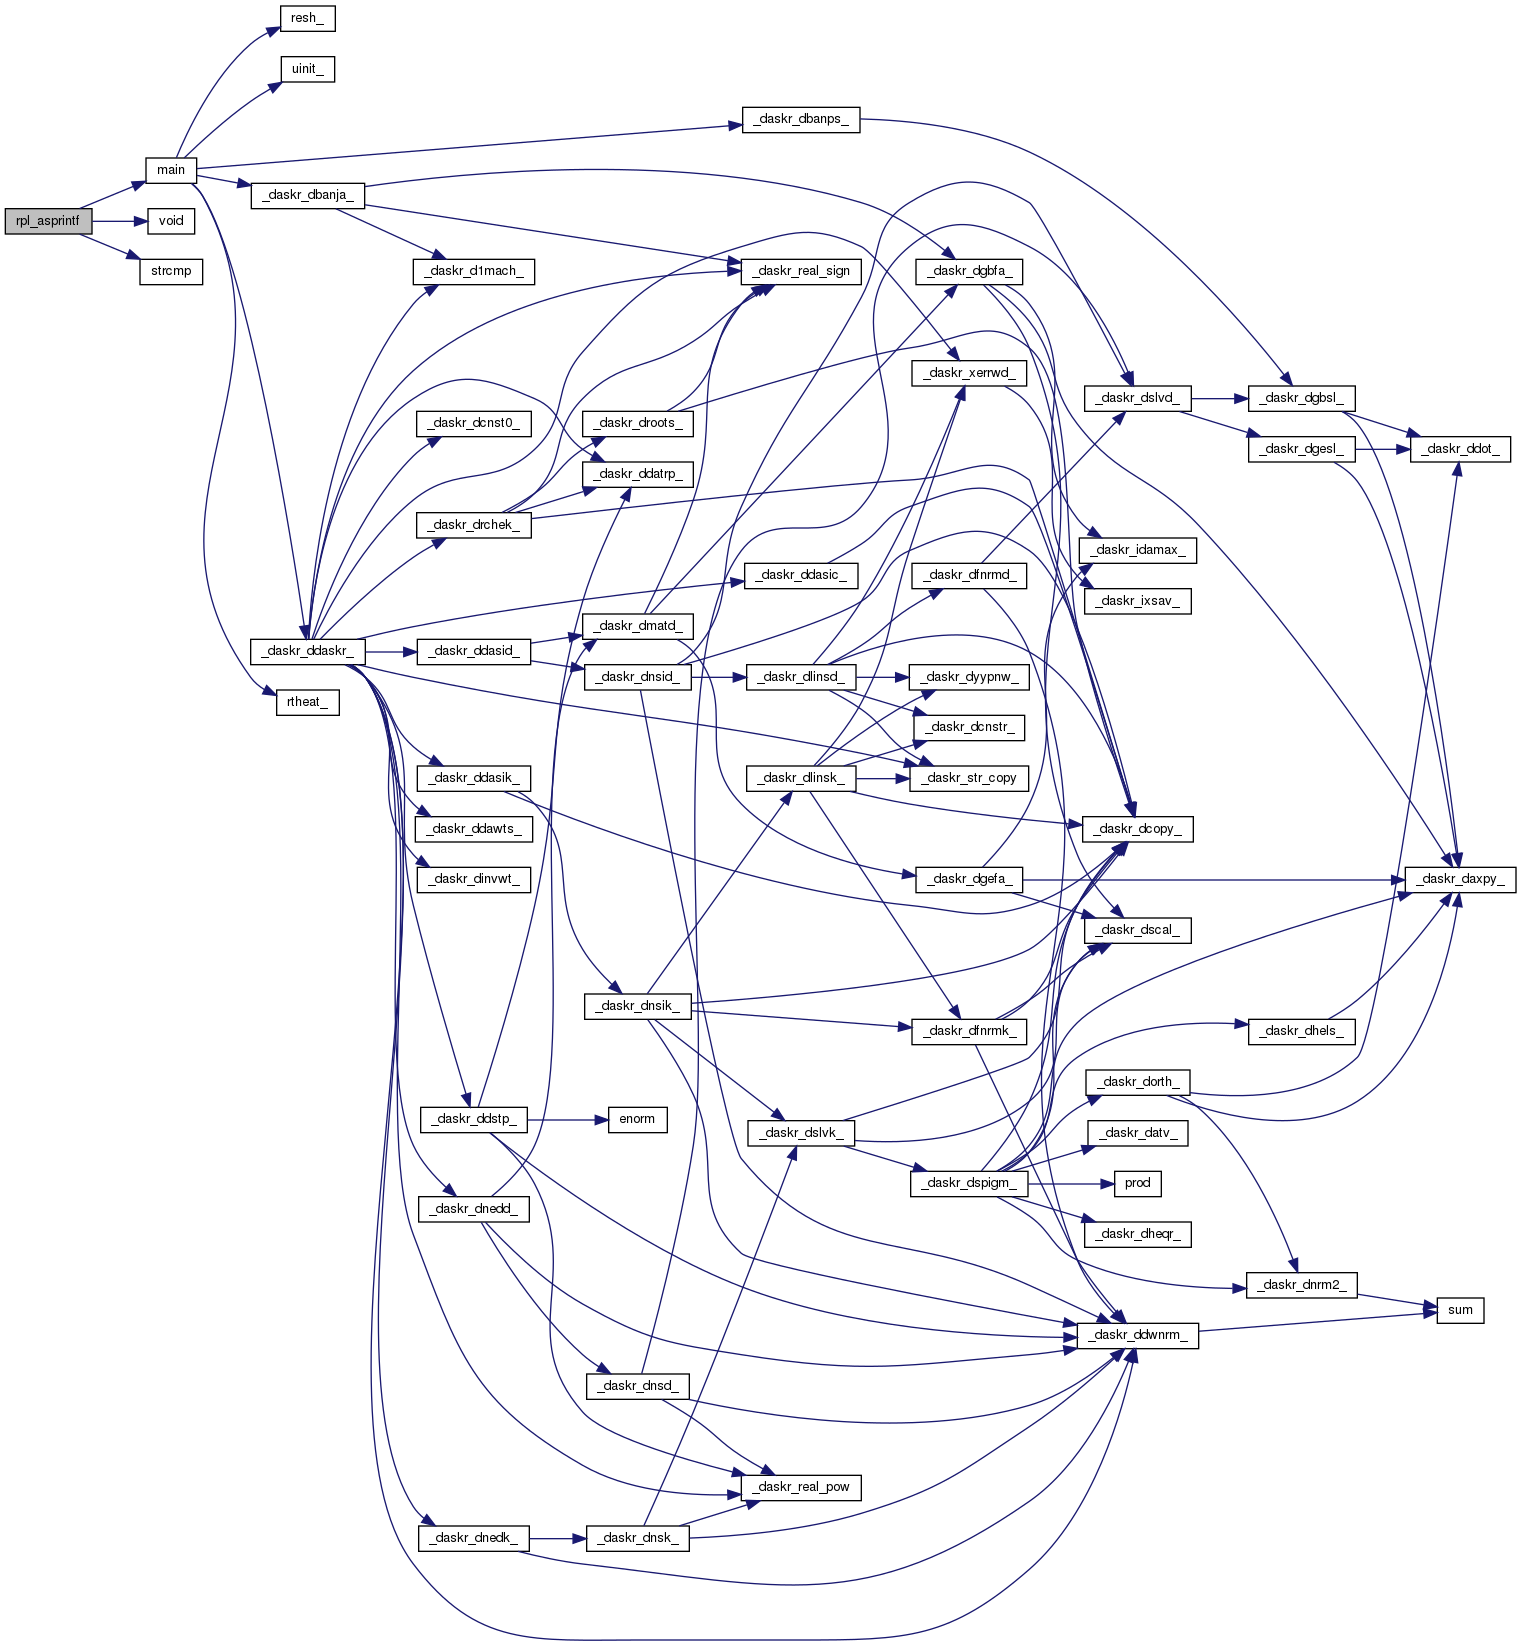 resh_
uinit_
_daskr_dbanps_
main
_daskr_dbanja_
rpl_asprintf
void
strcmp
_daskr_d1mach_
_daskr_real_sign
_daskr_dgbfa_
_daskr_xerrwd_
_daskr_dslvd_
_daskr_dgbsl_
_daskr_dcnst0_
_daskr_droots_
_daskr_dgesl_
_daskr_ddot_
_daskr_ddatrp_
_daskr_drchek_
_daskr_idamax_
_daskr_ddasic_
_daskr_dfnrmd_
_daskr_ixsav_
_daskr_dmatd_
_daskr_ddaskr_
_daskr_ddasid_
_daskr_dnsid_
_daskr_dlinsd_
_daskr_dyypnw_
rtheat_
_daskr_dcnstr_
_daskr_ddasik_
_daskr_dlinsk_
_daskr_str_copy
_daskr_ddawts_
_daskr_dcopy_
_daskr_dinvwt_
_daskr_dgefa_
_daskr_daxpy_
_daskr_dscal_
_daskr_dnsik_
_daskr_dfnrmk_
_daskr_dhels_
_daskr_dorth_
_daskr_ddstp_
enorm
_daskr_dslvk_
_daskr_datv_
_daskr_dspigm_
prod
_daskr_dnedd_
_daskr_dheqr_
_daskr_dnrm2_
sum
_daskr_ddwnrm_
_daskr_dnsd_
_daskr_real_pow
_daskr_dnedk_
_daskr_dnsk_